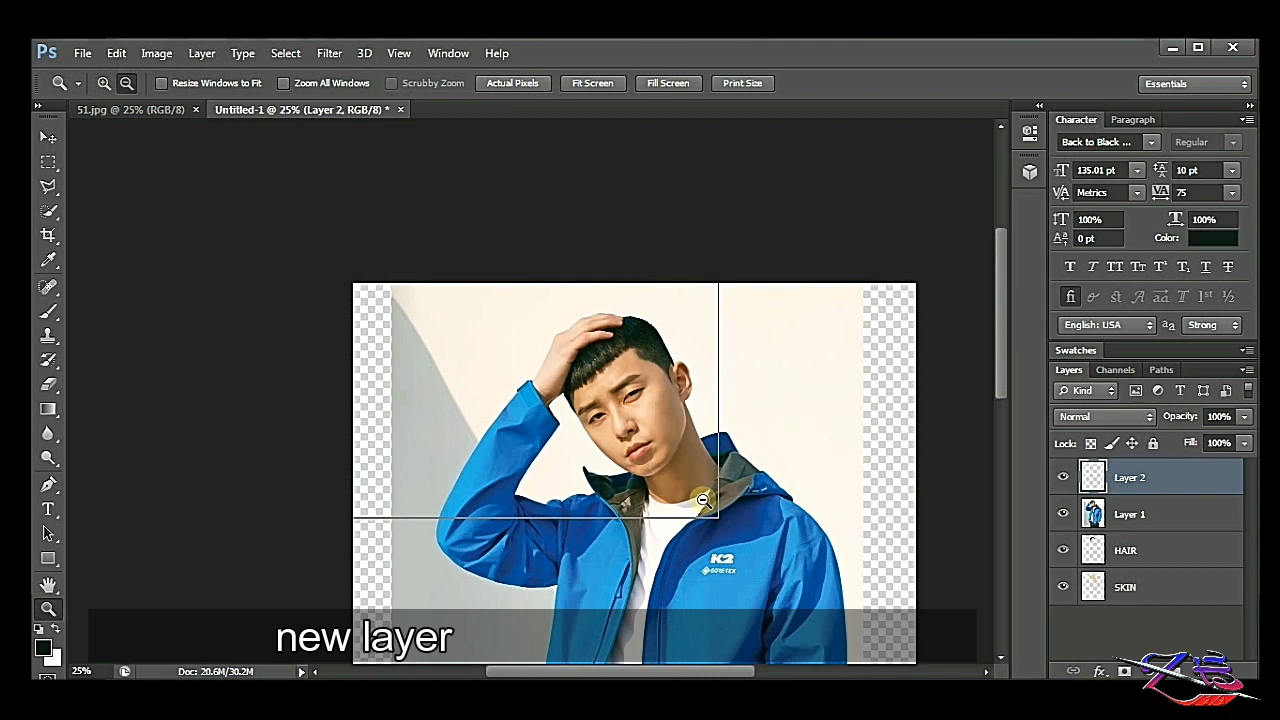 Ps File Edit Image Layer Type Select Filter 3D View Window Help
Resize Windows to Fit Zoom All Windows Scrubby Zoom Actual Pixels Fit Screen Fill Screen Print Size Essentials
51.jpg @ 25% (RGB/8) × Untitled-1 @ 25% (Layer 2, RGB/8) * ×
Character Paragraph
Back to Black ... Regular
135.01 pt 10 pt
Metrics 75
100% 100%
0 pt Color:
English: USA Strong
Swatches
Layers Channels Paths
Kind
Normal Opacity: 100%
Lock: Fill: 100%
Layer 2
Layer 1
HAIR
SKIN
K2
GORE-TEX
new layer
25% Doc: 20.6M/30.2M